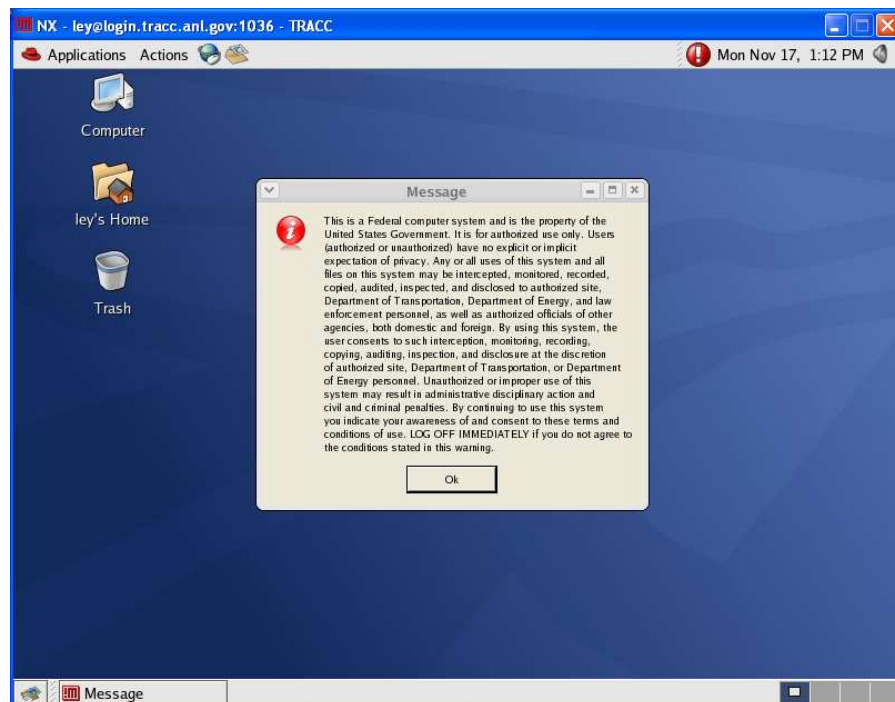 NX - ley@login.tracc.anl.gov:1036 - TRACC
Applications Actions Mon Nov 17, 1:12 PM
Computer
ley's Home
Trash
Message
This is a Federal computer system and is the property of the
United States Government. It is for authorized use only. Users
(authorized or unauthorized) have no explicit or implicit
expectation of privacy. Any or all uses of this system and all
files on this system may be intercepted, monitored, recorded,
copied, audited, inspected, and disclosed to authorized site,
Department of Transportation, Department of Energy, and law
enforcement personnel, as well as authorized officials of other
agencies, both domestic and foreign. By using this system, the
user consents to such interception, monitoring, recording,
copying, auditing, inspection, and disclosure at the discretion
of authorized site, Department of Transportation, or Department
of Energy personnel. Unauthorized or improper use of this
system may result in administrative disciplinary action and
civil and criminal penalties. By continuing to use this system
you indicate your awareness of and consent to these terms and
conditions of use. LOG OFF IMMEDIATELY if you do not agree to
the conditions stated in this warning.
Ok
Message